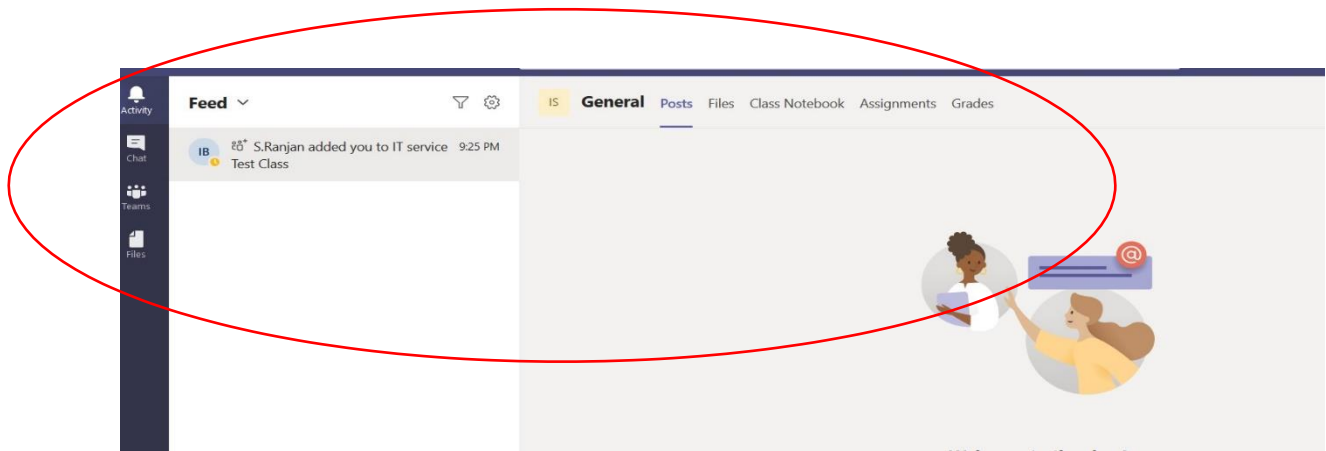 Activity
Chat
Teams
Files
Feed
IB S.Ranjan added you to IT service 9:25 PM
Test Class
IS General Posts Files Class Notebook Assignments Grades
@